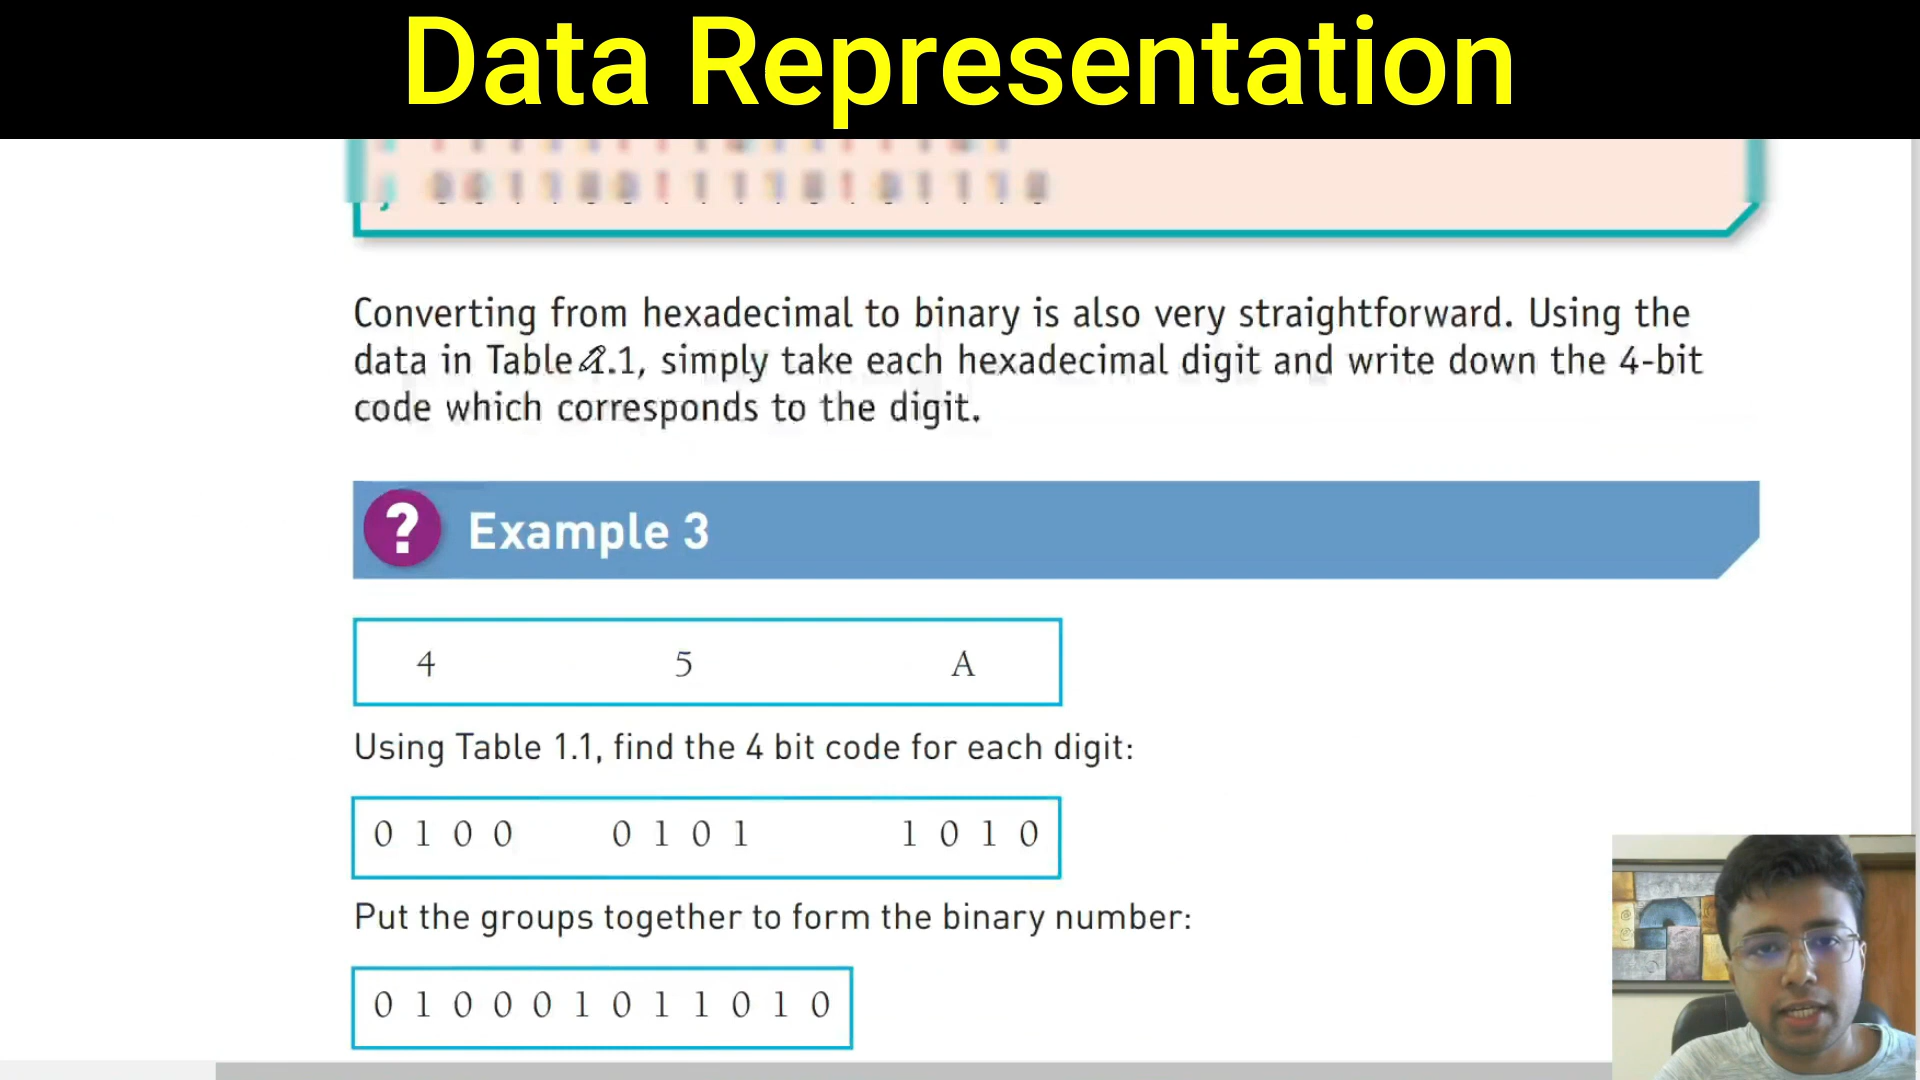 Data Representation
Converting from hexadecimal to binary is also very straightforward. Using the
data in Table 1.1, simply take each hexadecimal digit and write down the 4-bit
code which corresponds to the digit.
? Example 3
4 5 A
Using Table 1.1, find the 4 bit code for each digit:
0 1 0 0 0 1 0 1 1 0 1 0
Put the groups together to form the binary number:
0 1 0 0 0 1 0 1 1 0 1 0